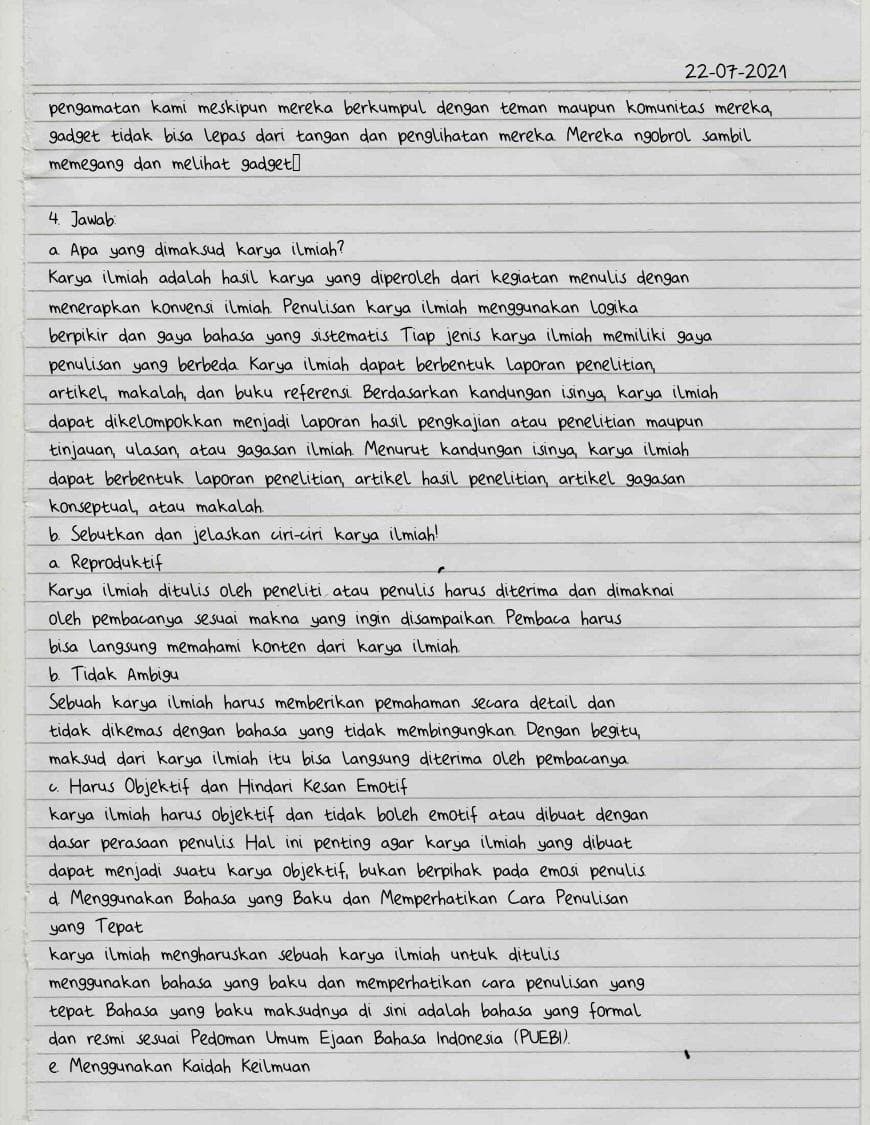 22-07-2021
pengamatan kami meskipun mereka berkumpul dengan teman maupun komunitas mereka,
gadget tidak bisa lepas dari tangan dan penglihatan mereka. Mereka ngobrol sambil
memegang dan melihat gadget▯
4. Jawab:
a. Apa yang dimaksud karya ilmiah?
Karya ilmiah adalah hasil karya yang diperoleh dari kegiatan menulis dengan
menerapkan konvensi ilmiah. Penulisan karya ilmiah menggunakan logika
berpikir dan gaya bahasa yang sistematis. Tiap jenis karya ilmiah memiliki gaya
penulisan yang berbeda. Karya ilmiah dapat berbentuk laporan penelitian,
artikel, makalah, dan buku referensi. Berdasarkan kandungan isinya, karya ilmiah
dapat dikelompokkan menjadi laporan hasil pengkajian atau penelitian maupun
tinjauan, ulasan, atau gagasan ilmiah. Menurut kandungan isinya, karya ilmiah
dapat berbentuk laporan penelitian, artikel hasil penelitian, artikel gagasan
konseptual, atau makalah.
b. Sebutkan dan jelaskan ciri-ciri karya ilmiah!
a. Reproduktif
Karya ilmiah ditulis oleh peneliti atau penulis harus diterima dan dimaknai
oleh pembacanya sesuai makna yang ingin disampaikan. Pembaca harus
bisa langsung memahami konten dari karya ilmiah.
b. Tidak Ambigu
Sebuah karya ilmiah harus memberikan pemahaman secara detail dan
tidak dikemas dengan bahasa yang tidak membingungkan. Dengan begitu,
maksud dari karya ilmiah itu bisa langsung diterima oleh pembacanya.
c. Harus Objektif dan Hindari Kesan Emotif
karya ilmiah harus objektif dan tidak boleh emotif atau dibuat dengan
dasar perasaan penulis. Hal ini penting agar karya ilmiah yang dibuat
dapat menjadi suatu karya objektif, bukan berpihak pada emosi penulis.
d. Menggunakan Bahasa yang Baku dan Memperhatikan Cara Penulisan
yang Tepat
karya ilmiah mengharuskan sebuah karya ilmiah untuk ditulis
menggunakan bahasa yang baku dan memperhatikan cara penulisan yang
tepat. Bahasa yang baku maksudnya di sini adalah bahasa yang formal
dan resmi sesuai Pedoman Umum Ejaan Bahasa Indonesia (PUEBI).
e. Menggunakan Kaidah Keilmuan